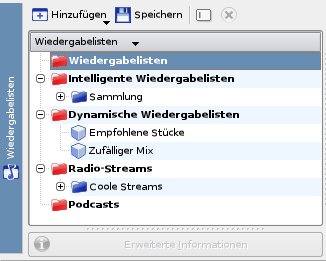 Hinzufügen Speichern
Wiedergabelisten
Wiedergabelisten
Wiedergabelisten
Intelligente Wiedergabelisten
Sammlung
Dynamische Wiedergabelisten
Empfohlene Stücke
Zufälliger Mix
Radio-Streams
Coole Streams
Podcasts
Erweiterte Informationen